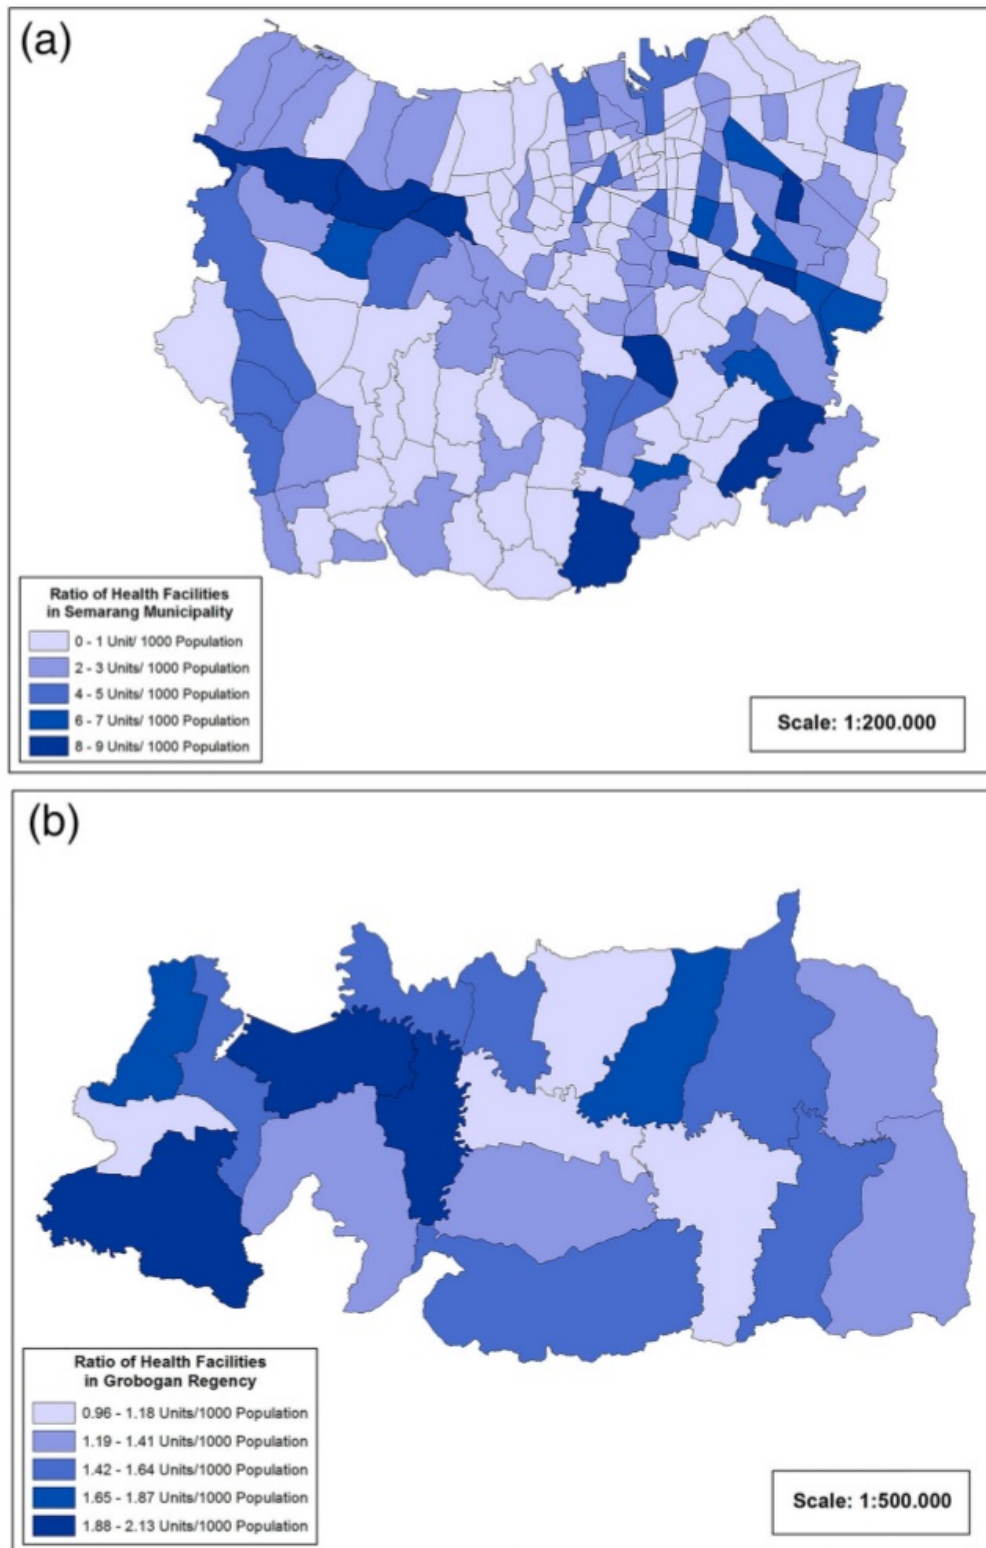 (a)
Ratio of Health Facilities
in Semarang Municipality
0 - 1 Unit/ 1000 Population
2 - 3 Units/ 1000 Population
4 - 5 Units/ 1000 Population
6 - 7 Units/ 1000 Population
8 - 9 Units/ 1000 Population
Scale: 1:200.000
(b)
Ratio of Health Facilities
in Grobogan Regency
0.96 - 1.18 Units/1000 Population
1.19 - 1.41 Units/1000 Population
1.42 - 1.64 Units/1000 Population
1.65 - 1.87 Units/1000 Population
1.88 - 2.13 Units/1000 Population
Scale: 1:500.000